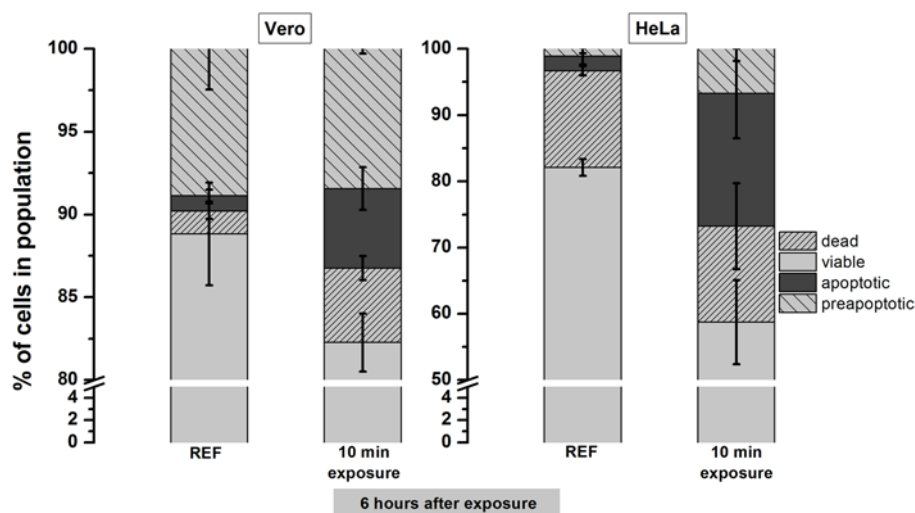 Vero
HeLa
% of cells in population
100
95
90
85
80
4
2
0
100
90
80
70
60
50
4
2
0
dead
viable
apoptotic
preapoptotic
REF
10 min
exposure
REF
10 min
exposure
6 hours after exposure